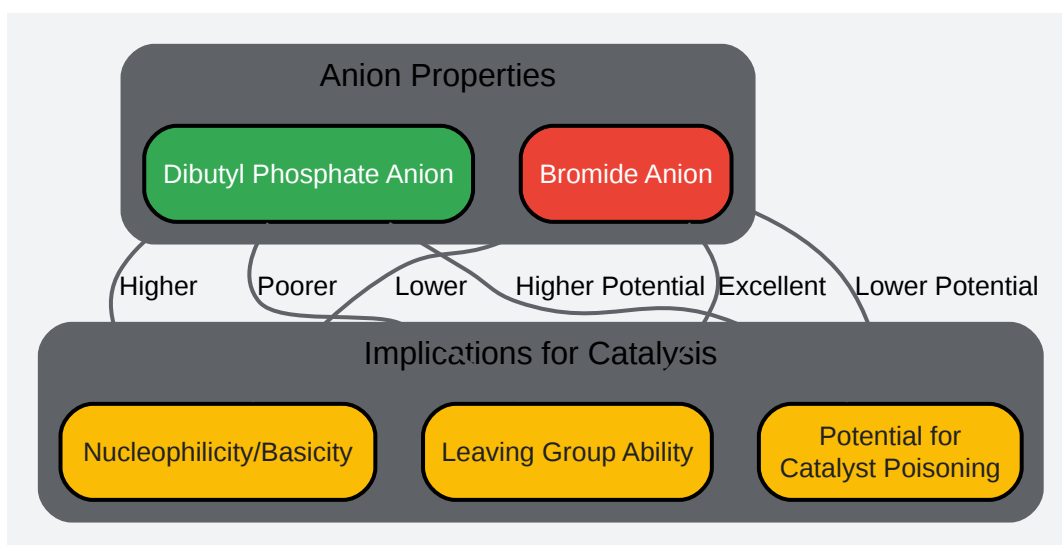 Anion Properties
Dibutyl Phosphate Anion
Bromide Anion
Higher
Poorer
Lower
Higher Potential
Excellent
Lower Potential
Implications for Catalysis
Nucleophilicity/Basicity
Leaving Group Ability
Potential for
Catalyst Poisoning